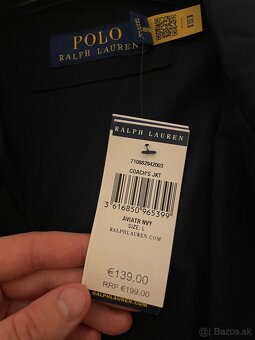 POLO
RALPH LAUREN
RALPH LAUREN
710882942003
COACH'S JKT
3 616850 965399
AVIATR NVY
SIZE: L
RALPHLAUREN.COM
€139.00
RRP €199.00
RALPHLAUREN.COM
bazos.sk